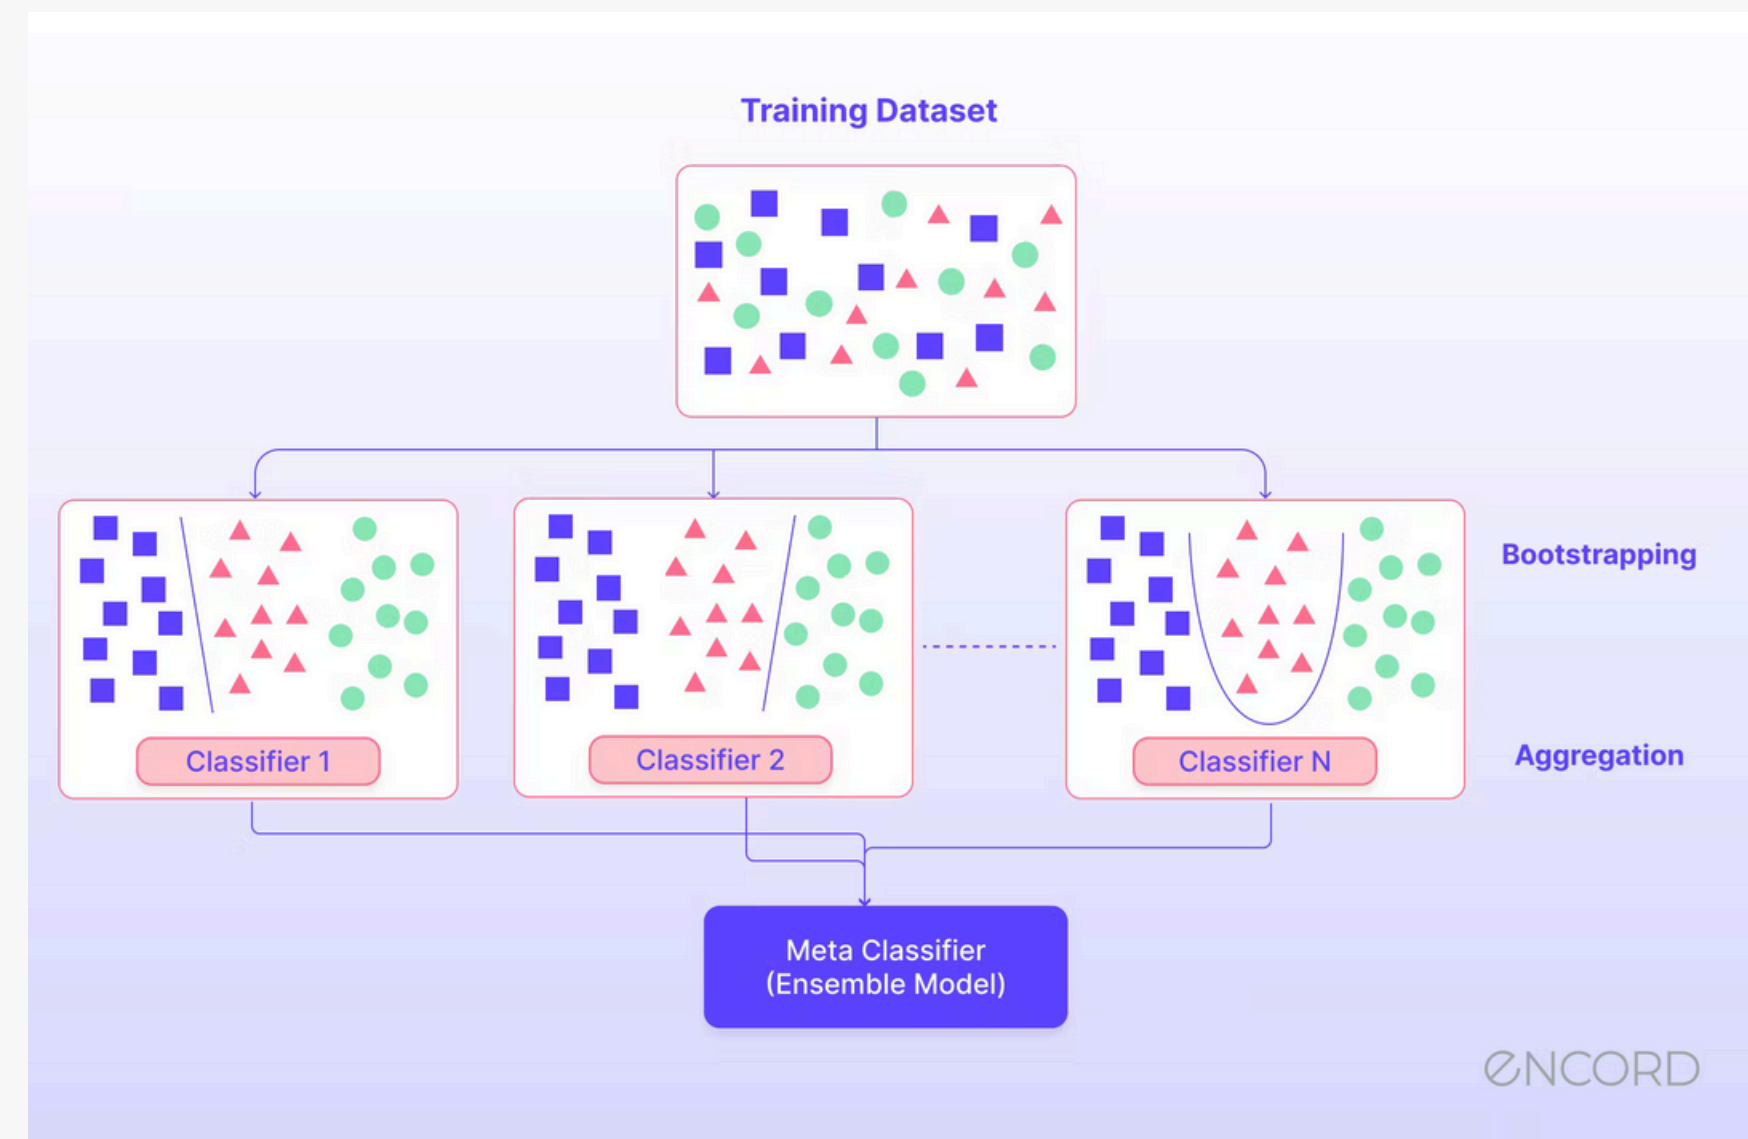 Training Dataset
Bootstrapping
Classifier 1
Classifier 2
Classifier N
Aggregation
Meta Classifier
(Ensemble Model)
eNCORD